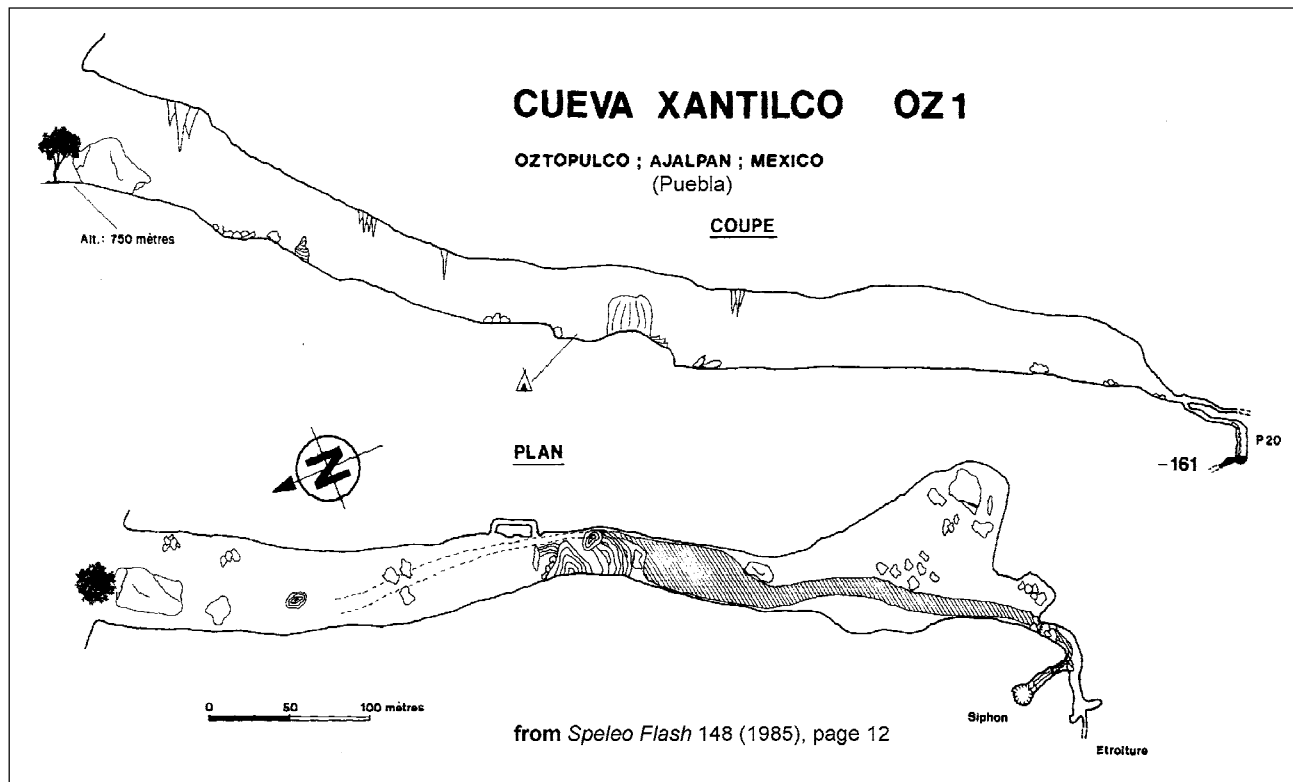 CUEVA XANTILCO OZ1
OZTOPULCO ; AJALPAN ; MEXICO
(Puebla)
COUPE
Alt.: 750 mètres
P 20
-161
PLAN
N
0 50 100 mètres
Siphon
Etroiture
from Speleo Flash 148 (1985), page 12